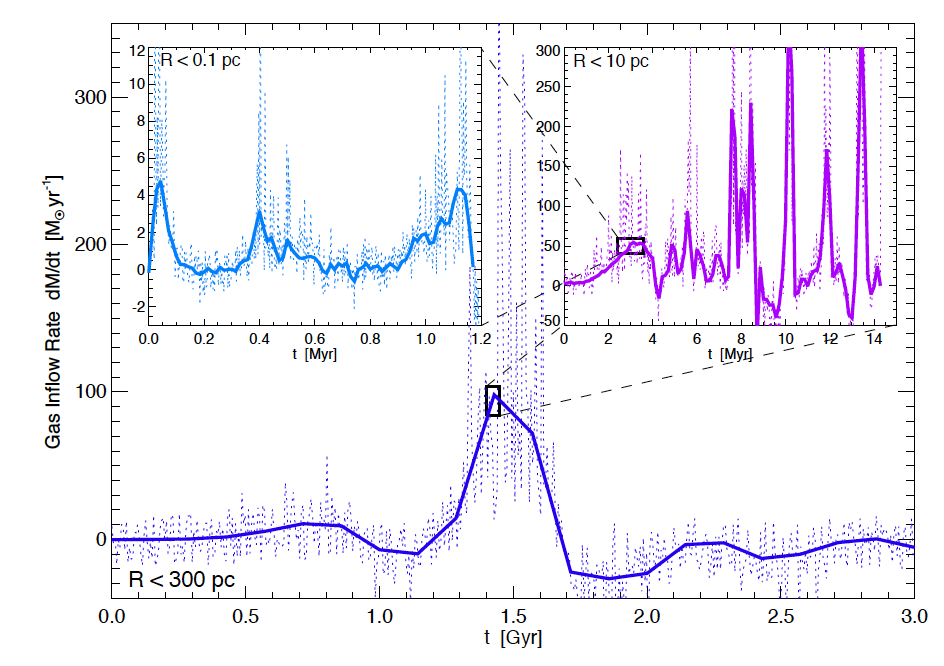 R < 0.1 pc
12
10
8
6
4
2
0
-2
0.0 0.2 0.4 0.6 0.8 1.0 1.2
t [Myr]
R < 10 pc
300
250
200
150
100
50
0
-50
0 2 4 6 8 10 12 14
t [Myr]
Gas Inflow Rate dM/dt [M⊙yr⁻¹]
300
200
100
0
R < 300 pc
0.0 0.5 1.0 1.5 2.0 2.5 3.0
t [Gyr]